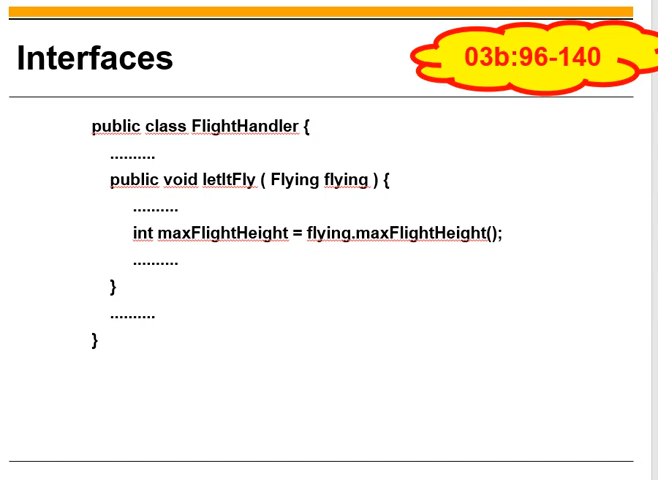 Interfaces
03b:96-140
public class FlightHandler {
..........
public void letItFly ( Flying flying ) {
..........
int maxFlightHeight = flying.maxFlightHeight();
..........
}
..........
}